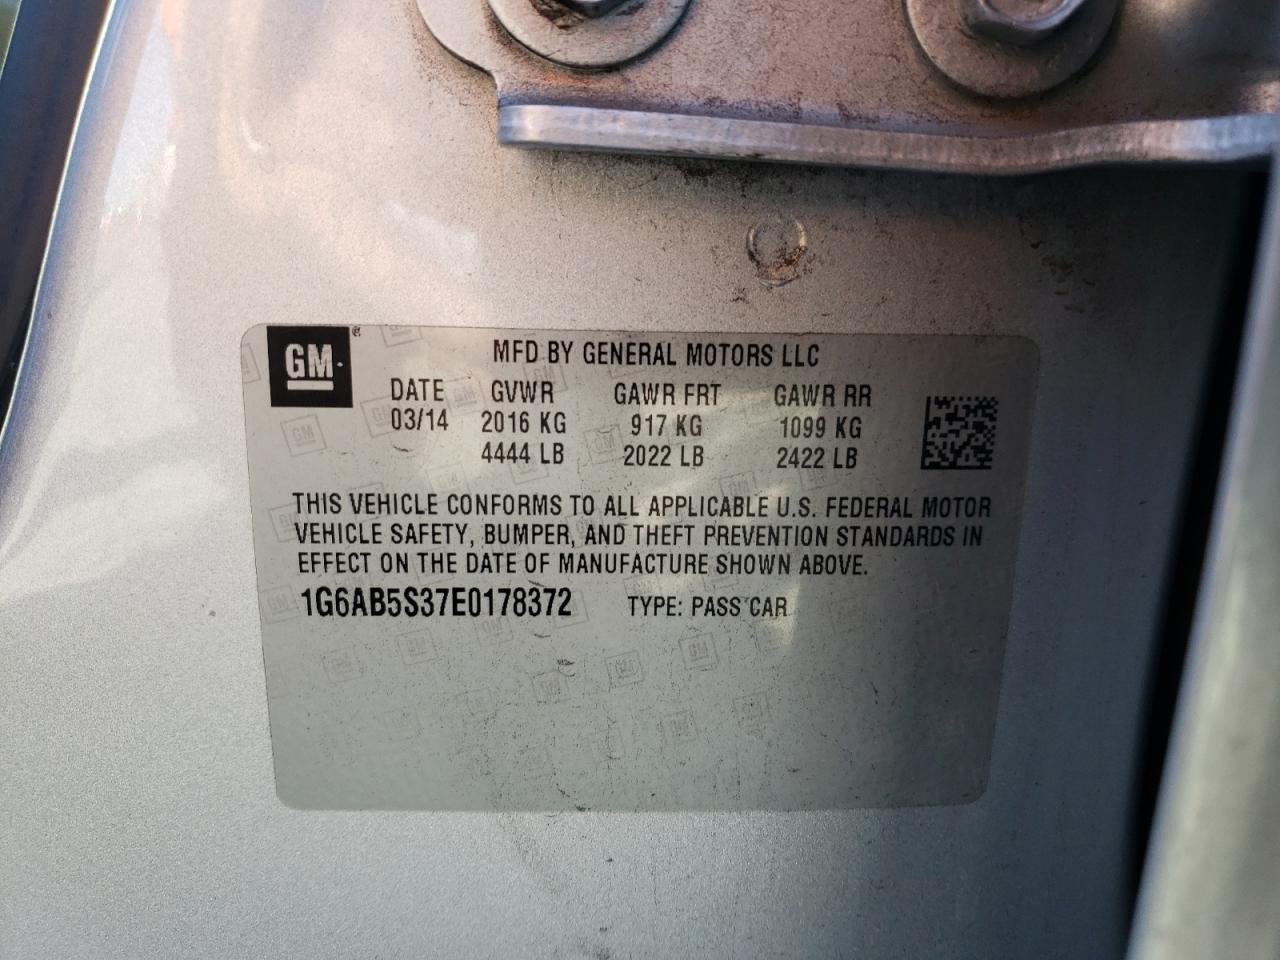 GM
MFD BY GENERAL MOTORS LLC
DATE GVWR GAWR FRT GAWR RR
03/14 2016 KG 917 KG 1099 KG
4444 LB 2022 LB 2422 LB
THIS VEHICLE CONFORMS TO ALL APPLICABLE U.S. FEDERAL MOTOR
VEHICLE SAFETY, BUMPER, AND THEFT PREVENTION STANDARDS IN
EFFECT ON THE DATE OF MANUFACTURE SHOWN ABOVE.
1G6AB5S37E0178372 TYPE: PASS CAR